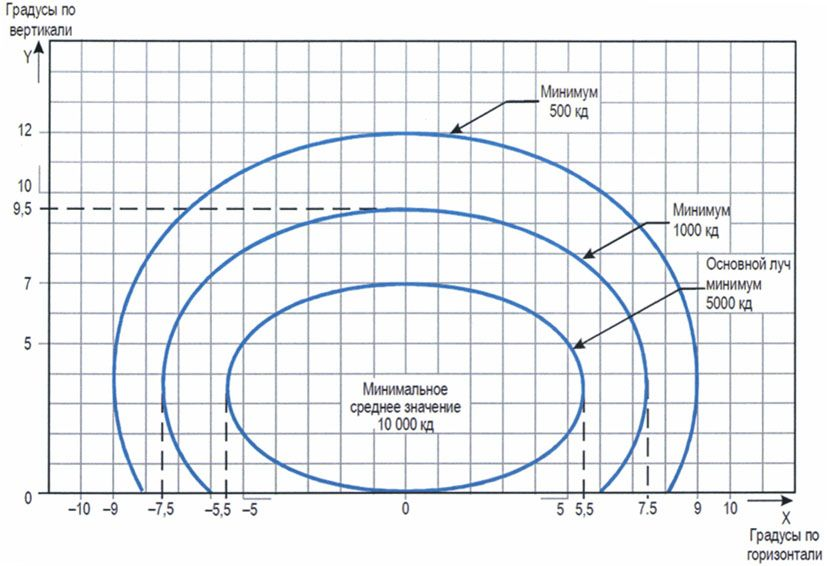 Градусы по
вертикали
Y
12
10
9,5
7
5
0
Минимум
500 кд
Минимум
1000 кд
Основной луч
минимум
5000 кд
Минимальное
среднее значение
10 000 кд
–10 –9 –7,5 –5,5 –5 0 5 5,5 7.5 9 10
X
Градусы по
горизонтали